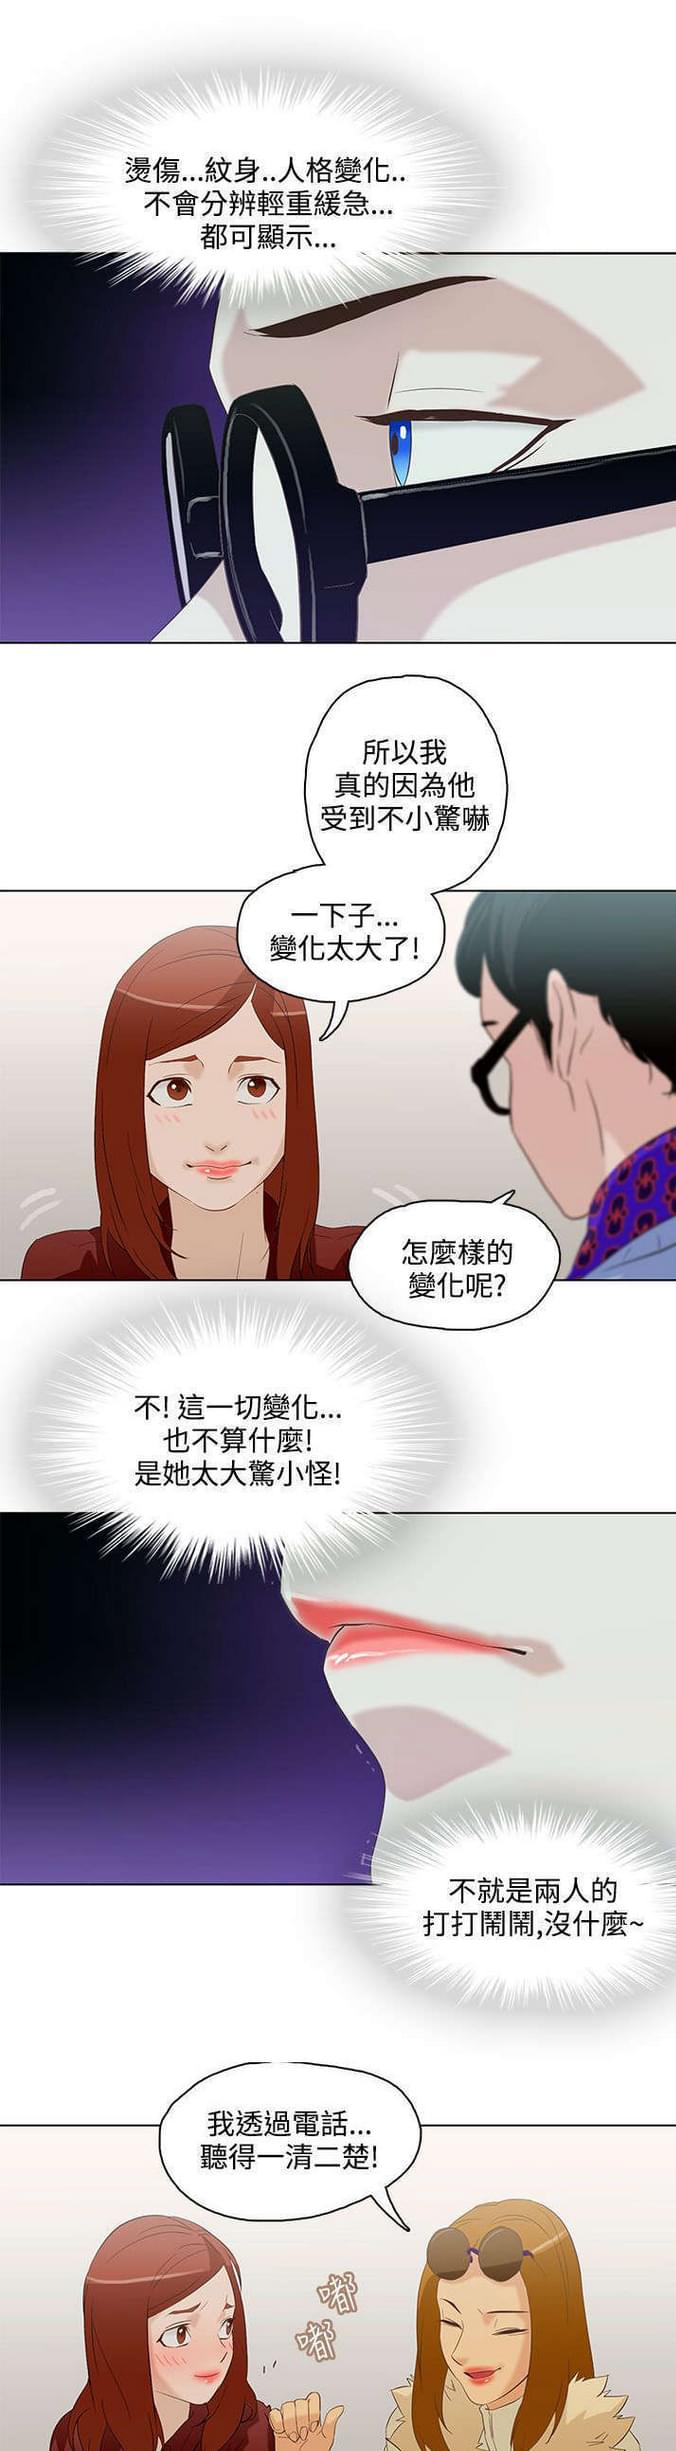 燙傷...紋身..人格變化..
不會分辨輕重緩急...
都可顯示...
所以我
真的因為他
受到不小驚嚇
一下子...
變化太大了!
怎麼樣的
變化呢?
不! 這一切變化...
也不算什麼!
是她太大驚小怪!
不就是兩人的
打打鬧鬧,沒什麼~
我透過電話...
聽得一清二楚!
嘟
嘟